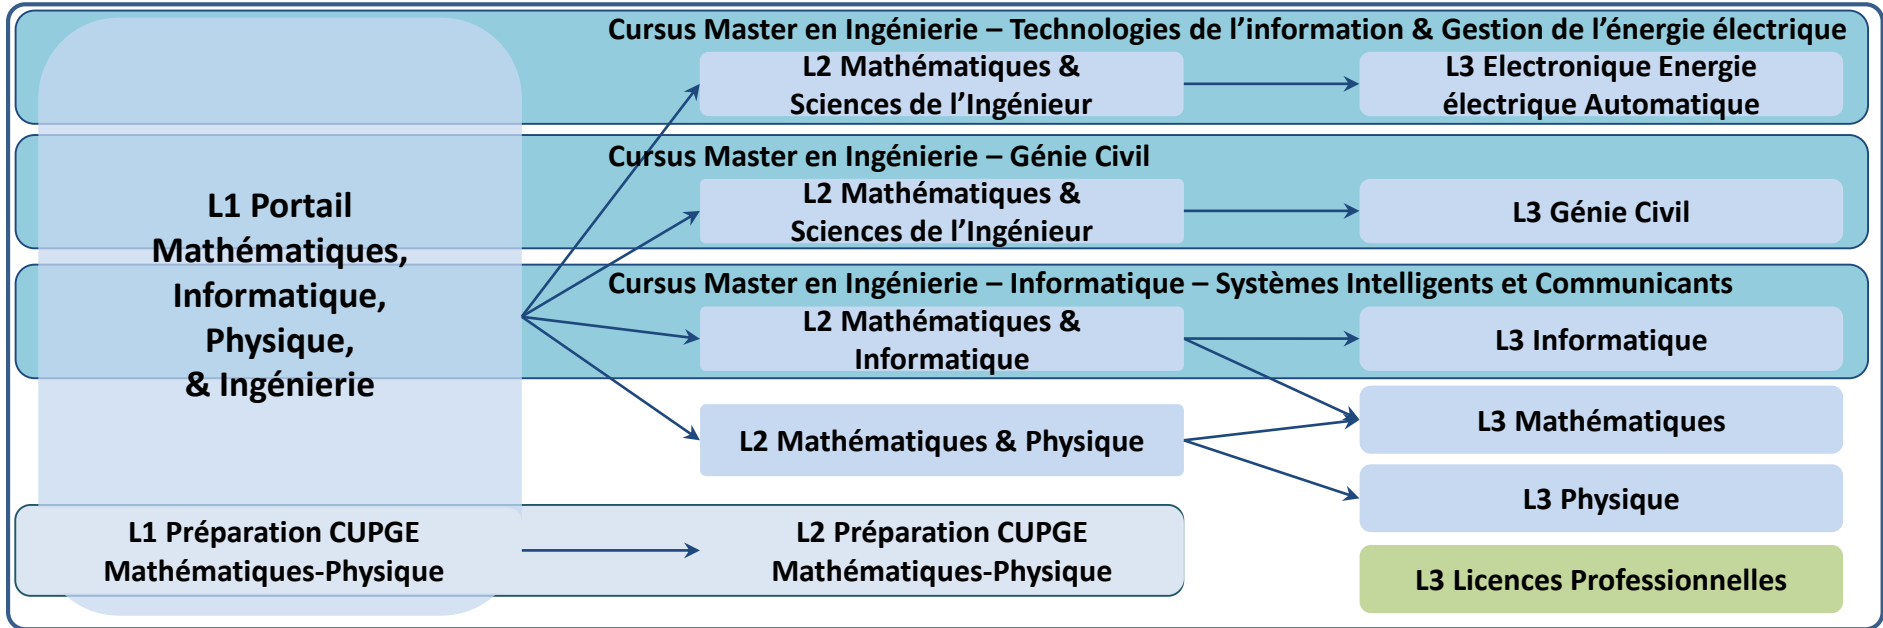 Cursus Master en Ingénierie – Technologies de l’information & Gestion de l’énergie électrique
L2 Mathématiques &
Sciences de l’Ingénieur
L3 Electronique Energie
électrique Automatique
Cursus Master en Ingénierie – Génie Civil
L2 Mathématiques &
Sciences de l’Ingénieur
L3 Génie Civil
L1 Portail
Mathématiques,
Informatique,
Physique,
& Ingénierie
Cursus Master en Ingénierie – Informatique – Systèmes Intelligents et Communicants
L2 Mathématiques &
Informatique
L3 Informatique
L2 Mathématiques & Physique
L3 Mathématiques
L3 Physique
L1 Préparation CUPGE
Mathématiques-Physique
L2 Préparation CUPGE
Mathématiques-Physique
L3 Licences Professionnelles